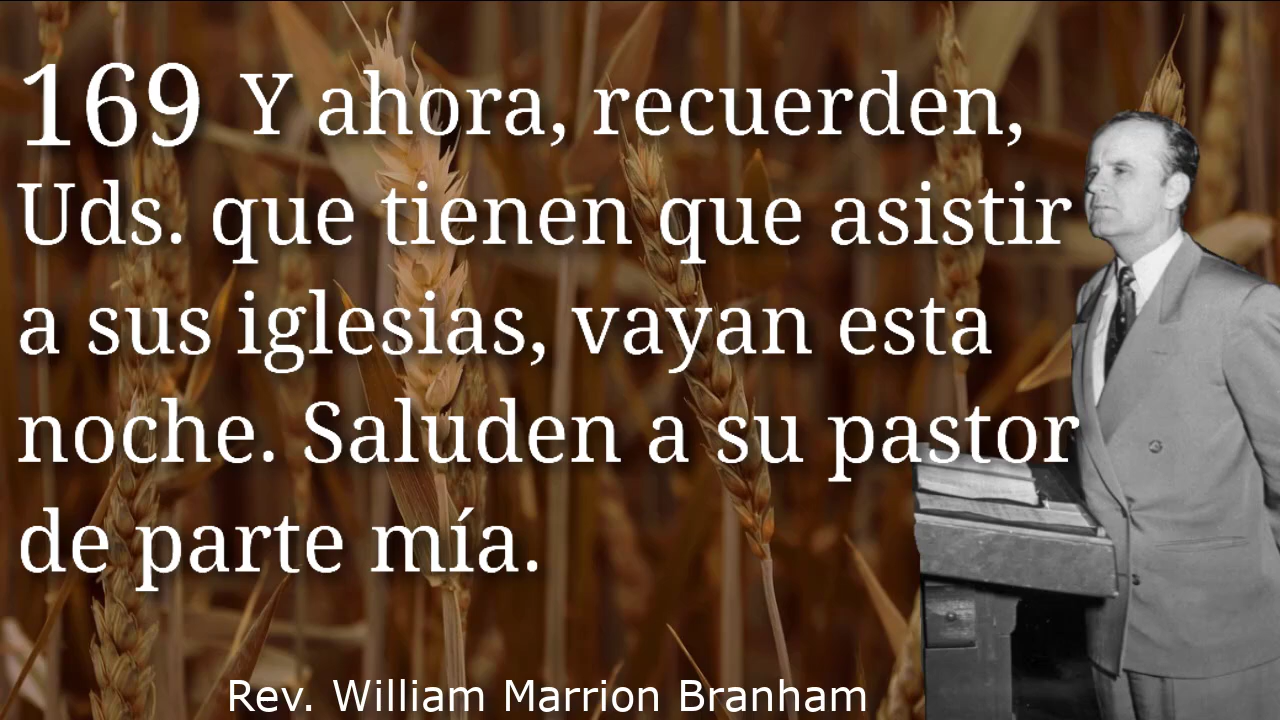 169 Y ahora, recuerden,
Uds. que tienen que asistir
a sus iglesias, vayan esta
noche. Saluden a su pastor
de parte mía.
Rev. William Marrion Branham